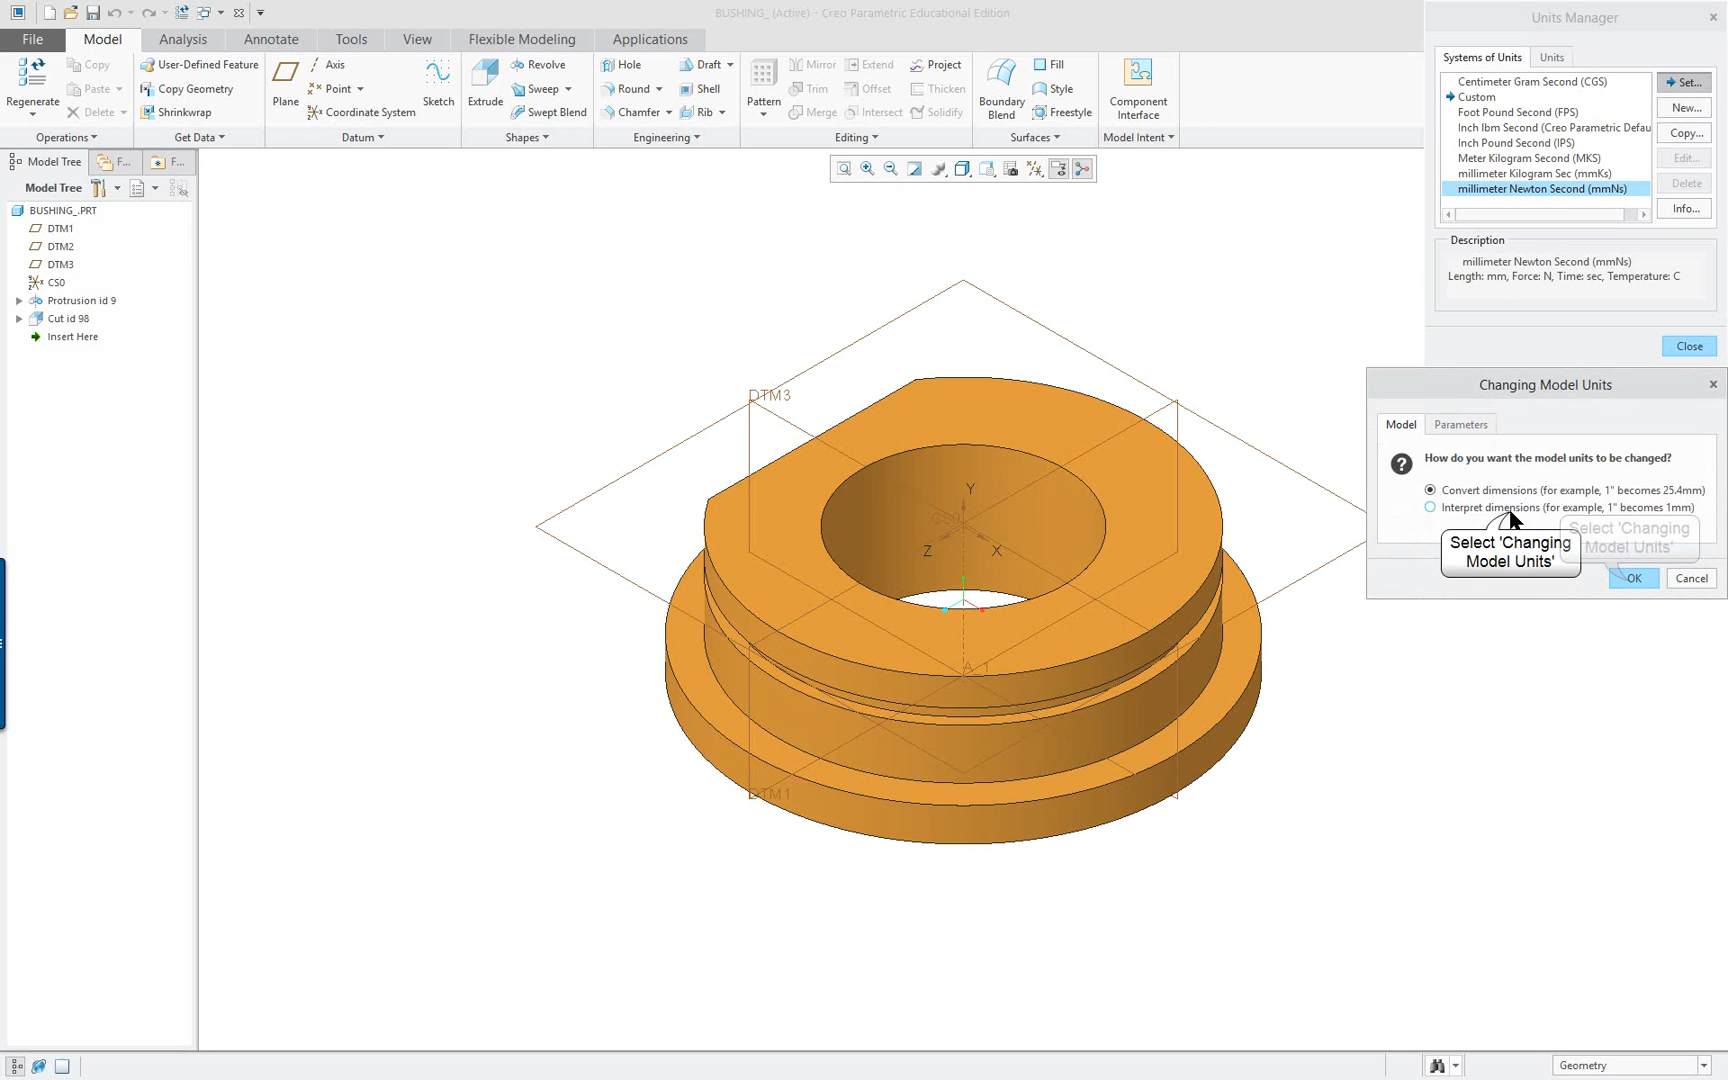 BUSHING_ (Active) - Creo Parametric Educational Edition
File
Model
Analysis
Annotate
Tools
View
Flexible Modeling
Applications
Regenerate
Copy
Paste
Delete
Operations
User-Defined Feature
Copy Geometry
Shrinkwrap
Get Data
Plane
Axis
Point
Coordinate System
Sketch
Datum
Extrude
Revolve
Sweep
Swept Blend
Shapes
Hole
Round
Chamfer
Draft
Shell
Rib
Engineering
Pattern
Mirror
Trim
Merge
Extend
Offset
Intersect
Project
Thicken
Solidify
Editing
Boundary
Blend
Fill
Style
Freestyle
Surfaces
Component
Interface
Model Intent
Model Tree
F...
F...
Model Tree
BUSHING_.PRT
DTM1
DTM2
DTM3
CS0
Protrusion id 9
Cut id 98
Insert Here
DTM3
Y
CS0
Z
X
A_1
DTM1
Units Manager
Systems of Units
Units
Centimeter Gram Second (CGS)
Custom
Foot Pound Second (FPS)
Inch lbm Second (Creo Parametric Defau
Inch Pound Second (IPS)
Meter Kilogram Second (MKS)
millimeter Kilogram Sec (mmKs)
millimeter Newton Second (mmNs)
Set...
New...
Copy...
Edit...
Delete
Info...
Description
millimeter Newton Second (mmNs)
Length: mm, Force: N, Time: sec, Temperature: C
Close
Changing Model Units
Model
Parameters
How do you want the model units to be changed?
Convert dimensions (for example, 1" becomes 25.4mm)
Interpret dimensions (for example, 1" becomes 1mm)
Select 'Changing
Model Units'
Select 'Changing
Model Units'
OK
Cancel
Geometry